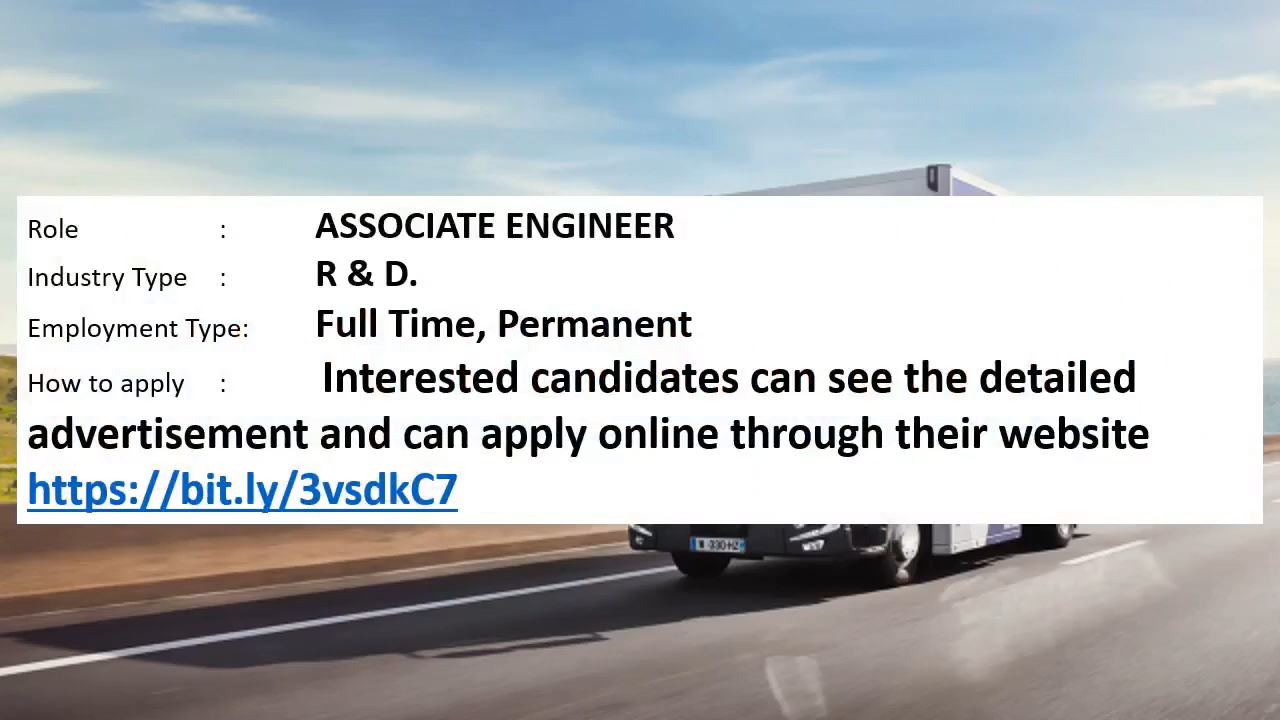 Role : ASSOCIATE ENGINEER
Industry Type : R & D.
Employment Type: Full Time, Permanent
How to apply : Interested candidates can see the detailed
advertisement and can apply online through their website
https://bit.ly/3vsdkC7